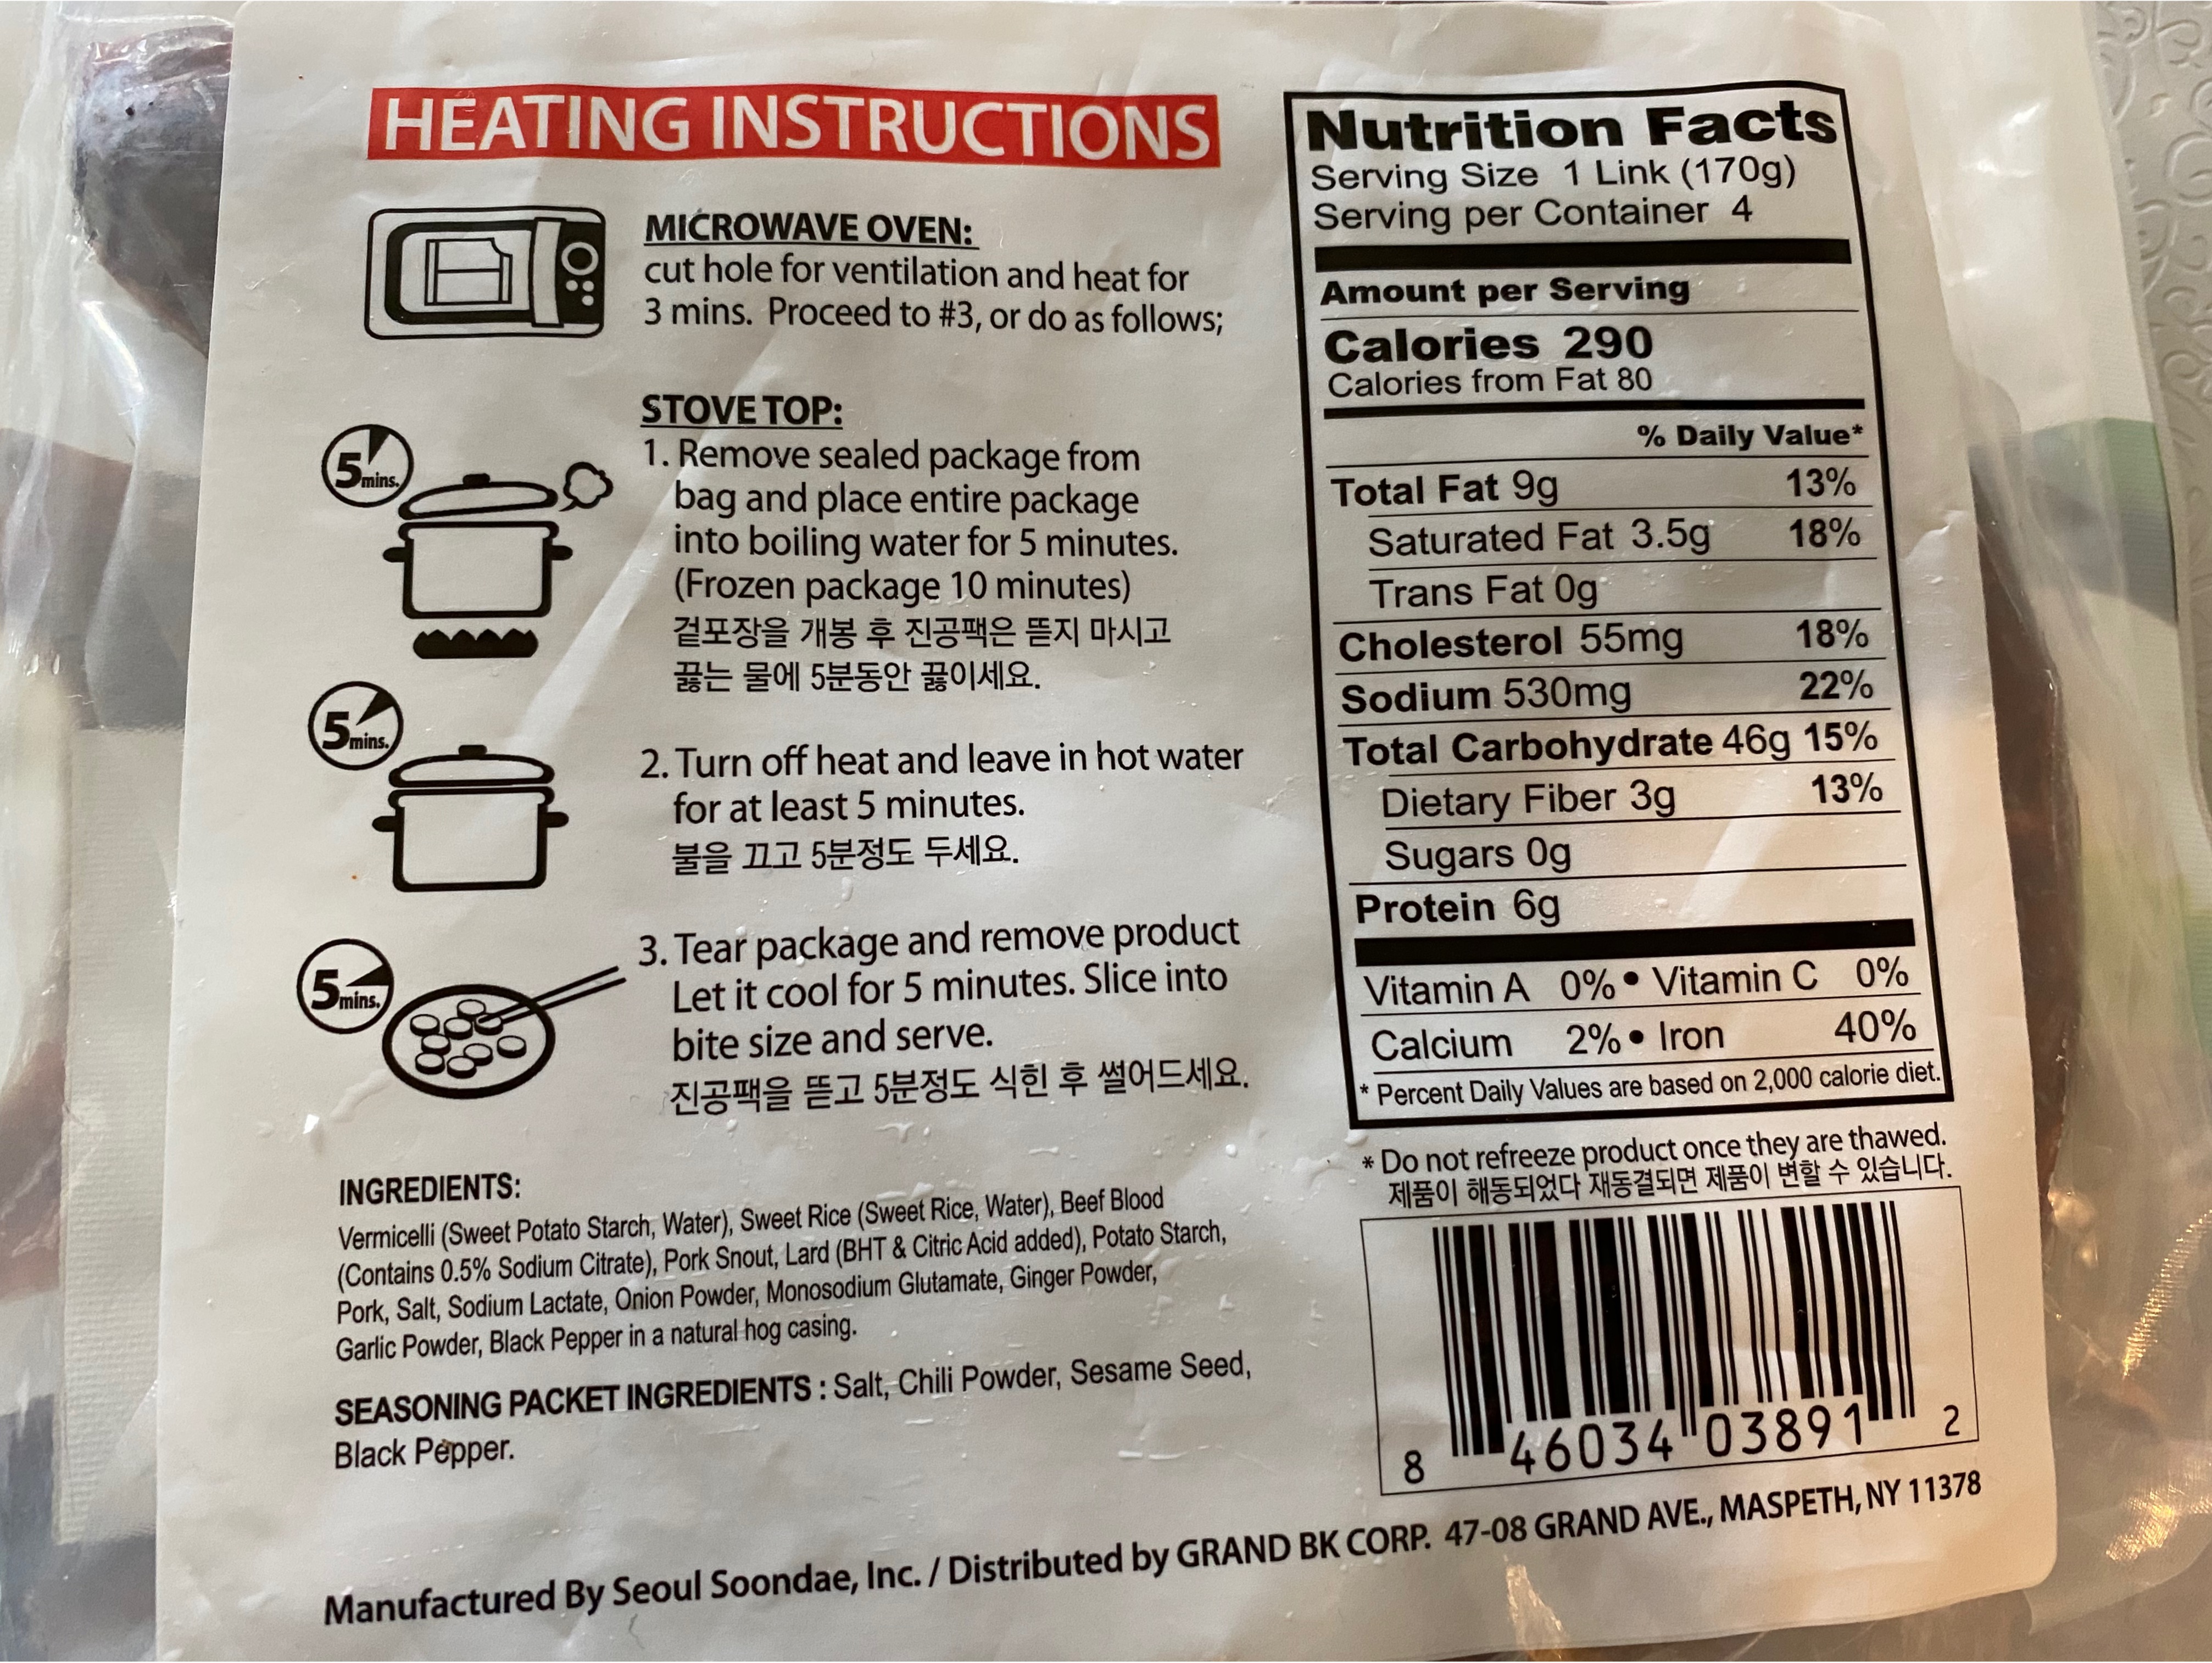 HEATING INSTRUCTIONS
MICROWAVE OVEN:
cut hole for ventilation and heat for
3 mins. Proceed to #3, or do as follows;
STOVE TOP:
5 mins.
1. Remove sealed package from
bag and place entire package
into boiling water for 5 minutes.
(Frozen package 10 minutes)
겉포장을 개봉 후 진공팩은 뜯지 마시고
끓는 물에 5분동안 끓이세요.
5 mins.
2. Turn off heat and leave in hot water
for at least 5 minutes.
불을 끄고 5분정도 두세요.
5 mins.
3. Tear package and remove product
Let it cool for 5 minutes. Slice into
bite size and serve.
진공팩을 뜯고 5분정도 식힌 후 썰어드세요.
INGREDIENTS:
Vermicelli (Sweet Potato Starch, Water), Sweet Rice (Sweet Rice, Water), Beef Blood
(Contains 0.5% Sodium Citrate), Pork Snout, Lard (BHT & Citric Acid added), Potato Starch,
Pork, Salt, Sodium Lactate, Onion Powder, Monosodium Glutamate, Ginger Powder,
Garlic Powder, Black Pepper in a natural hog casing.
SEASONING PACKET INGREDIENTS : Salt, Chili Powder, Sesame Seed,
Black Pepper.
Nutrition Facts
Serving Size 1 Link (170g)
Serving per Container 4
Amount per Serving
Calories 290
Calories from Fat 80
% Daily Value*
Total Fat 9g 13%
Saturated Fat 3.5g 18%
Trans Fat 0g
Cholesterol 55mg 18%
Sodium 530mg 22%
Total Carbohydrate 46g 15%
Dietary Fiber 3g 13%
Sugars 0g
Protein 6g
Vitamin A 0% • Vitamin C 0%
Calcium 2% • Iron 40%
* Percent Daily Values are based on 2,000 calorie diet.
* Do not refreeze product once they are thawed.
제품이 해동되었다 재동결되면 제품이 변할 수 있습니다.
8 46034 03891 2
Manufactured By Seoul Soondae, Inc. / Distributed by GRAND BK CORP. 47-08 GRAND AVE., MASPETH, NY 11378